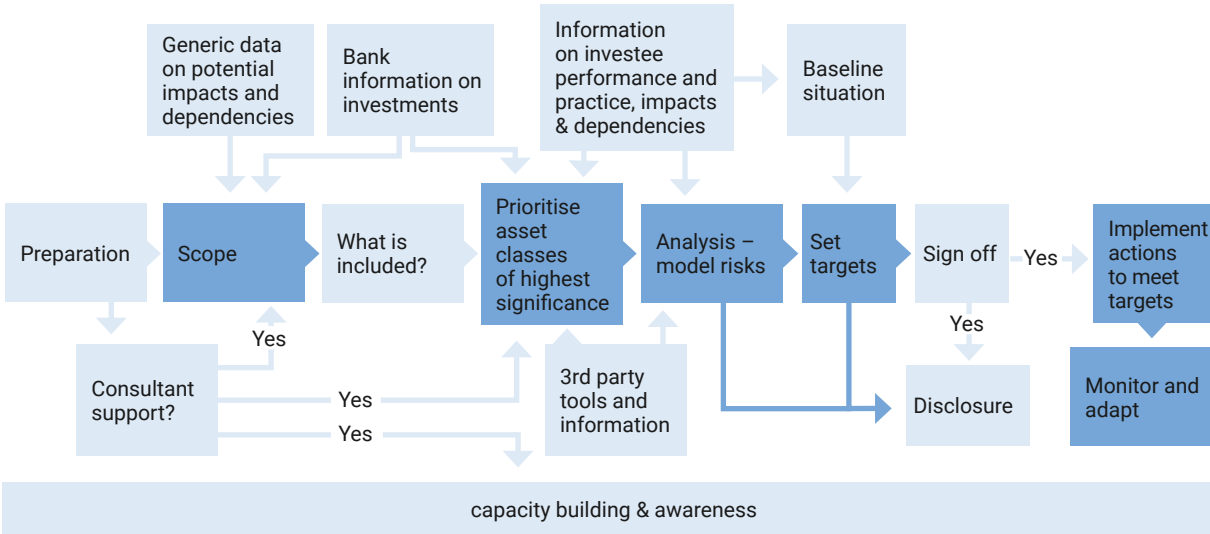 Generic data
on potential
impacts and
dependencies
Bank
information on
investments
Information
on investee
performance and
practice, impacts
& dependencies
Baseline
situation
Preparation
Scope
What is
included?
Prioritise
asset
classes
of highest
significance
Analysis –
model risks
Set
targets
Sign off
Yes
Implement
actions
to meet
targets
Yes
Yes
Consultant
support?
Yes
Yes
3rd party
tools and
information
Disclosure
Monitor and
adapt
capacity building & awareness